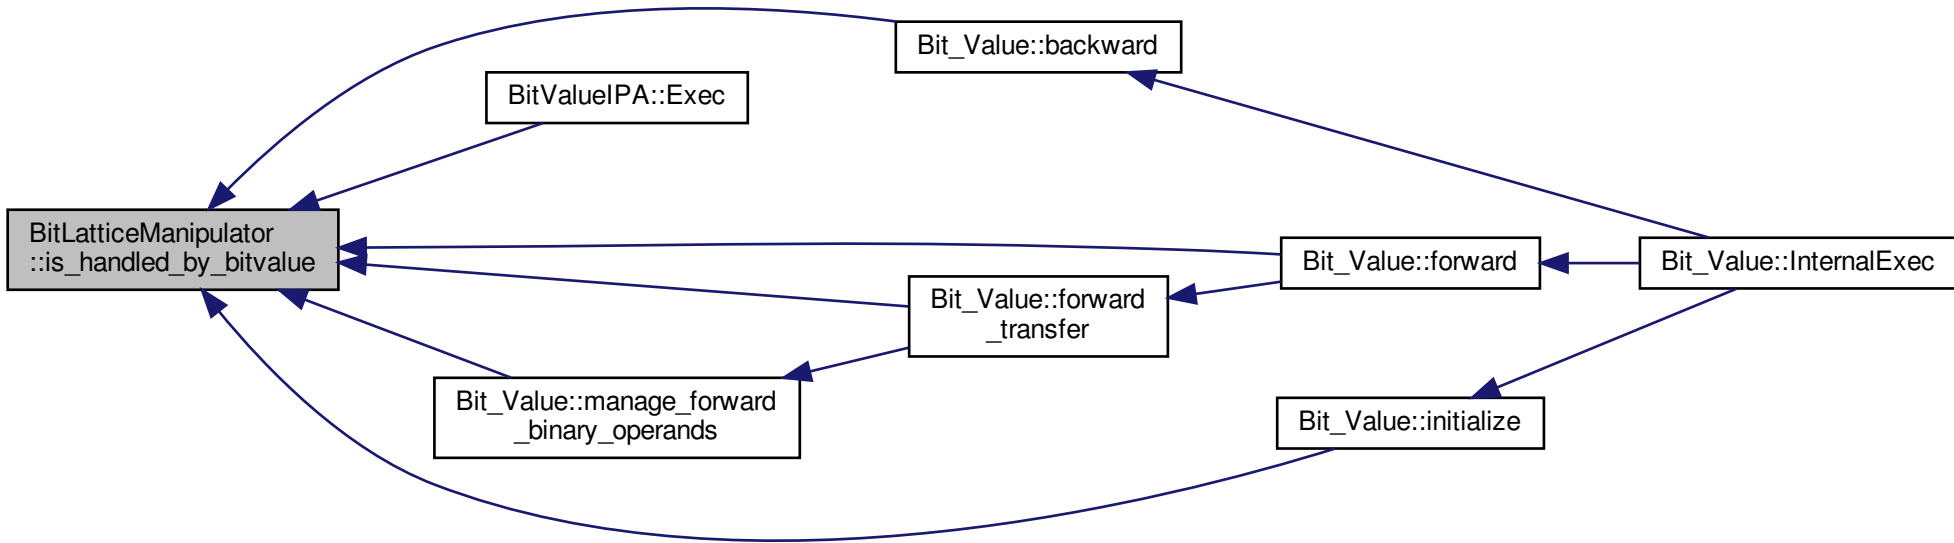 Bit_Value::backward
BitValueIPA::Exec
BitLatticeManipulator
::is_handled_by_bitvalue
Bit_Value::forward
Bit_Value::InternalExec
Bit_Value::forward
_transfer
Bit_Value::manage_forward
_binary_operands
Bit_Value::initialize